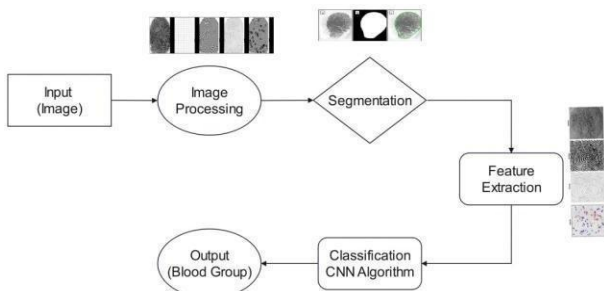 Input
(Image)
Image
Processing
Segmentation
Feature
Extraction
Classification
CNN Algorithm
Output
(Blood Group)